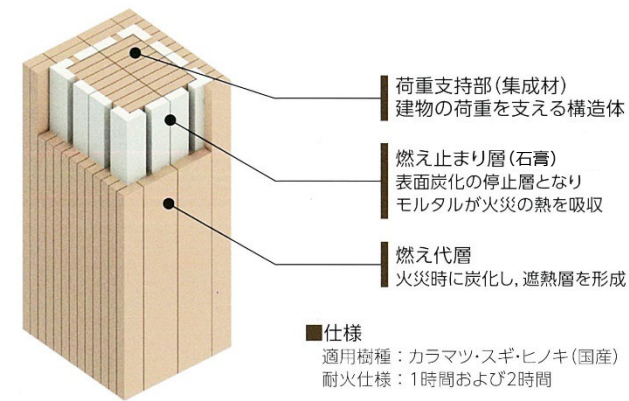 荷重支持部(集成材)
建物の荷重を支える構造体
燃え止まり層(石膏)
表面炭化の停止層となり
モルタルが火災の熱を吸収
燃え代層
火災時に炭化し,遮熱層を形成
■仕様
適用樹種：カラマツ・スギ・ヒノキ(国産)
耐火仕様：1時間および2時間